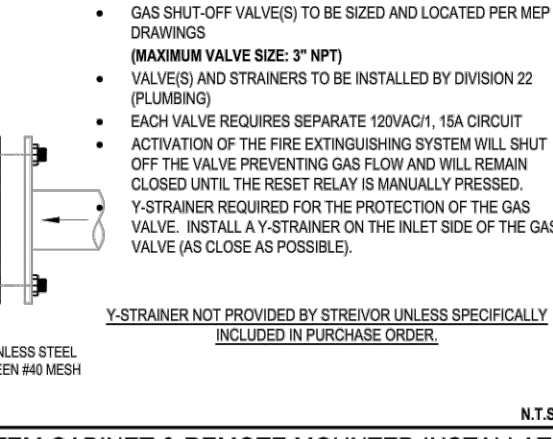 • GAS SHUT-OFF VALVE(S) TO BE SIZED AND LOCATED PER MEP
DRAWINGS
(MAXIMUM VALVE SIZE: 3" NPT)
• VALVE(S) AND STRAINERS TO BE INSTALLED BY DIVISION 22
(PLUMBING)
• EACH VALVE REQUIRES SEPARATE 120VAC/1, 15A CIRCUIT
• ACTIVATION OF THE FIRE EXTINGUISHING SYSTEM WILL SHUT
OFF THE VALVE PREVENTING GAS FLOW AND WILL REMAIN
CLOSED UNTIL THE RESET RELAY IS MANUALLY PRESSED.
• Y-STRAINER REQUIRED FOR THE PROTECTION OF THE GAS
VALVE. INSTALL A Y-STRAINER ON THE INLET SIDE OF THE GAS
VALVE (AS CLOSE AS POSSIBLE).
Y-STRAINER NOT PROVIDED BY STREIVOR UNLESS SPECIFICALLY
INCLUDED IN PURCHASE ORDER.
NLESS STEEL
EEN #40 MESH
N.T.S
CABINET & REMOTE MOUNTED